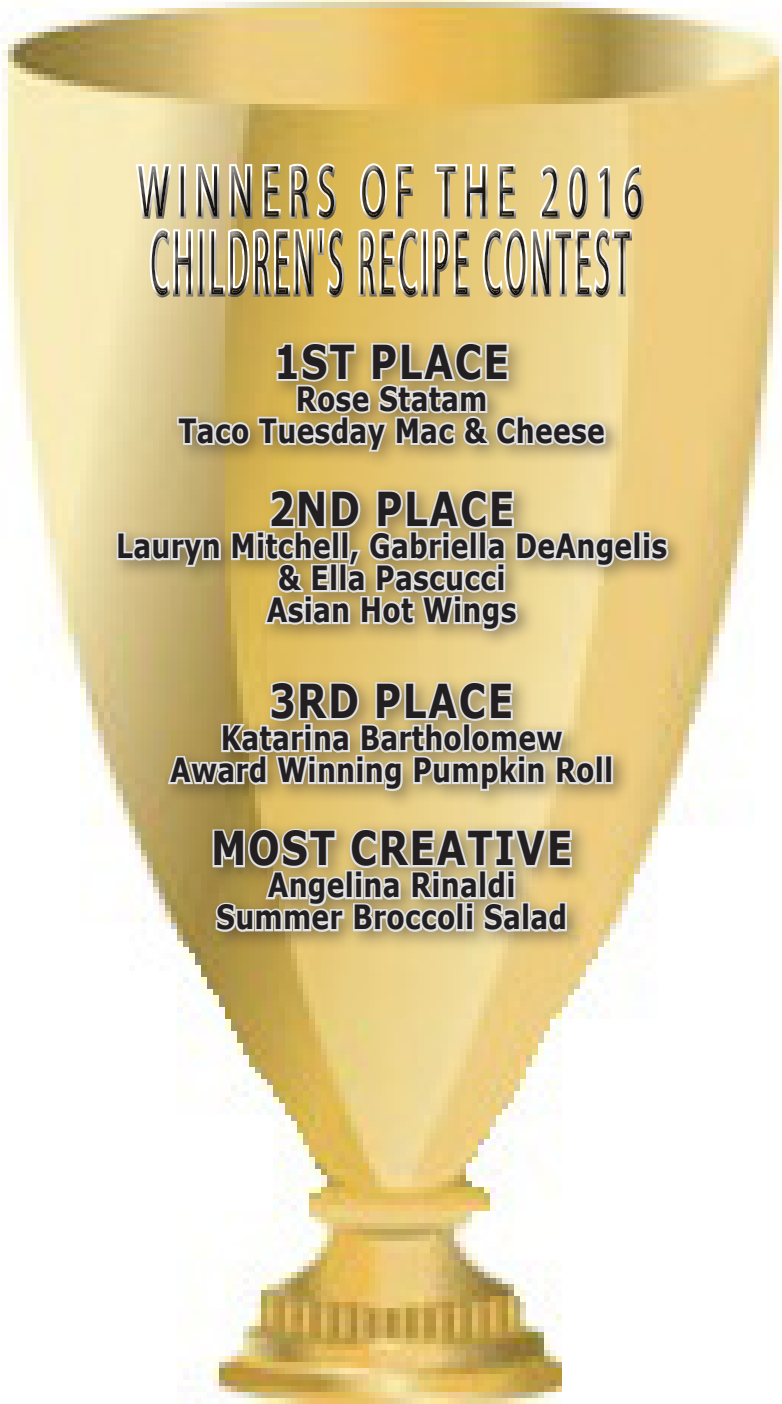 WINNERS OF THE 2016
CHILDREN'S RECIPE CONTEST
1ST PLACE
Rose Statam
Taco Tuesday Mac & Cheese
2ND PLACE
Lauryn Mitchell, Gabriella DeAngelis
& Ella Pascucci
Asian Hot Wings
3RD PLACE
Katarina Bartholomew
Award Winning Pumpkin Roll
MOST CREATIVE
Angelina Rinaldi
Summer Broccoli Salad